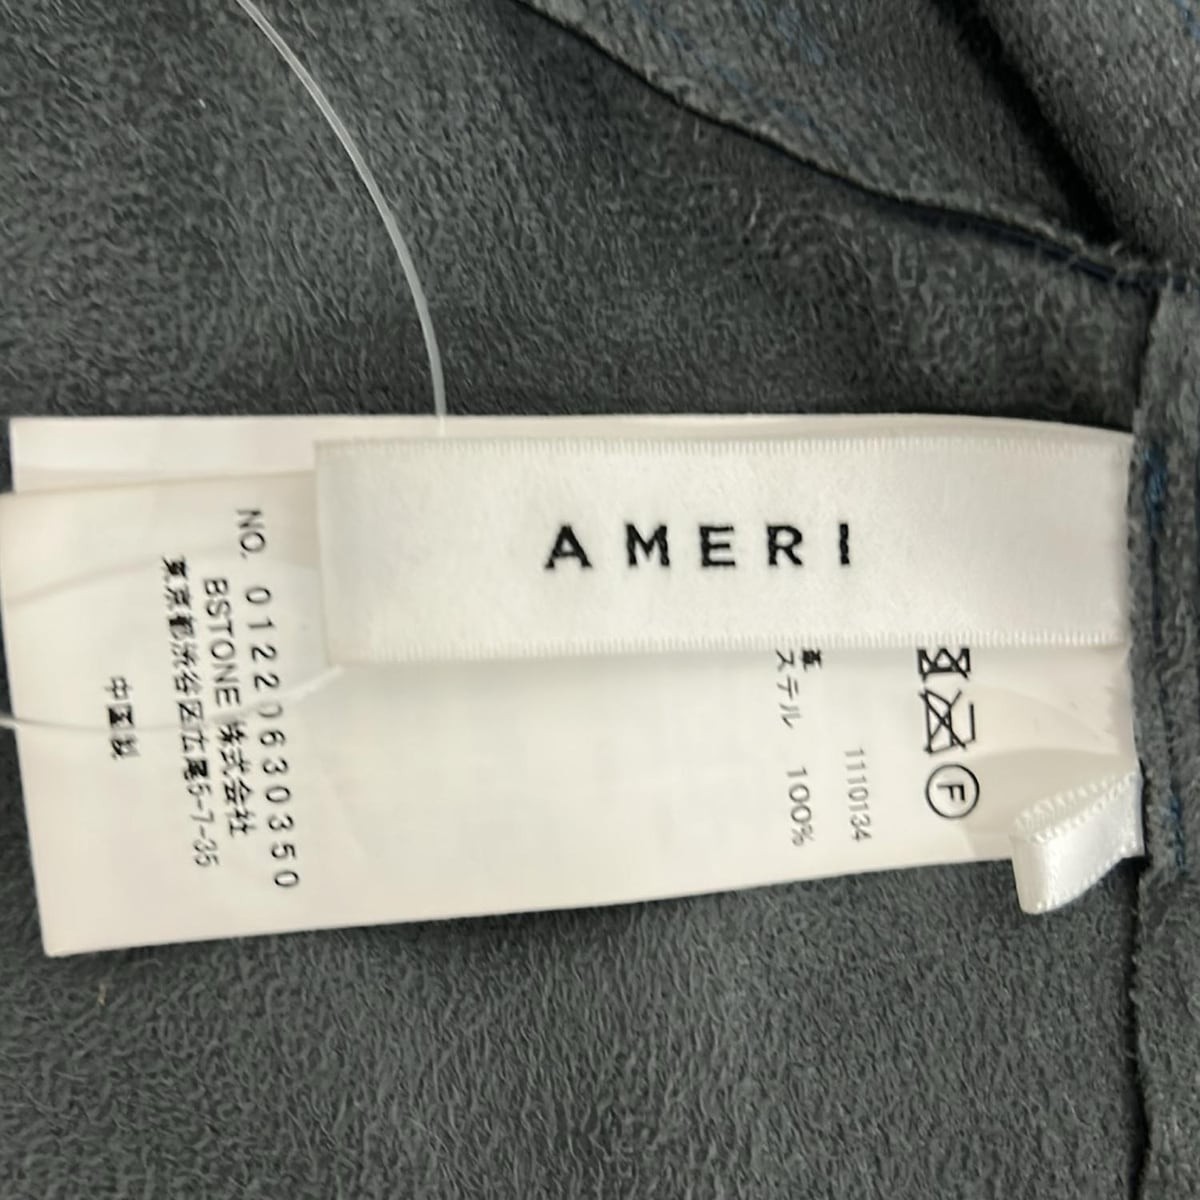 AMERI
F
1110134
ステル 100%
NO. 01220630350
BSTONE 株式会社
東京都渋谷区広尾5-7-35
中国製